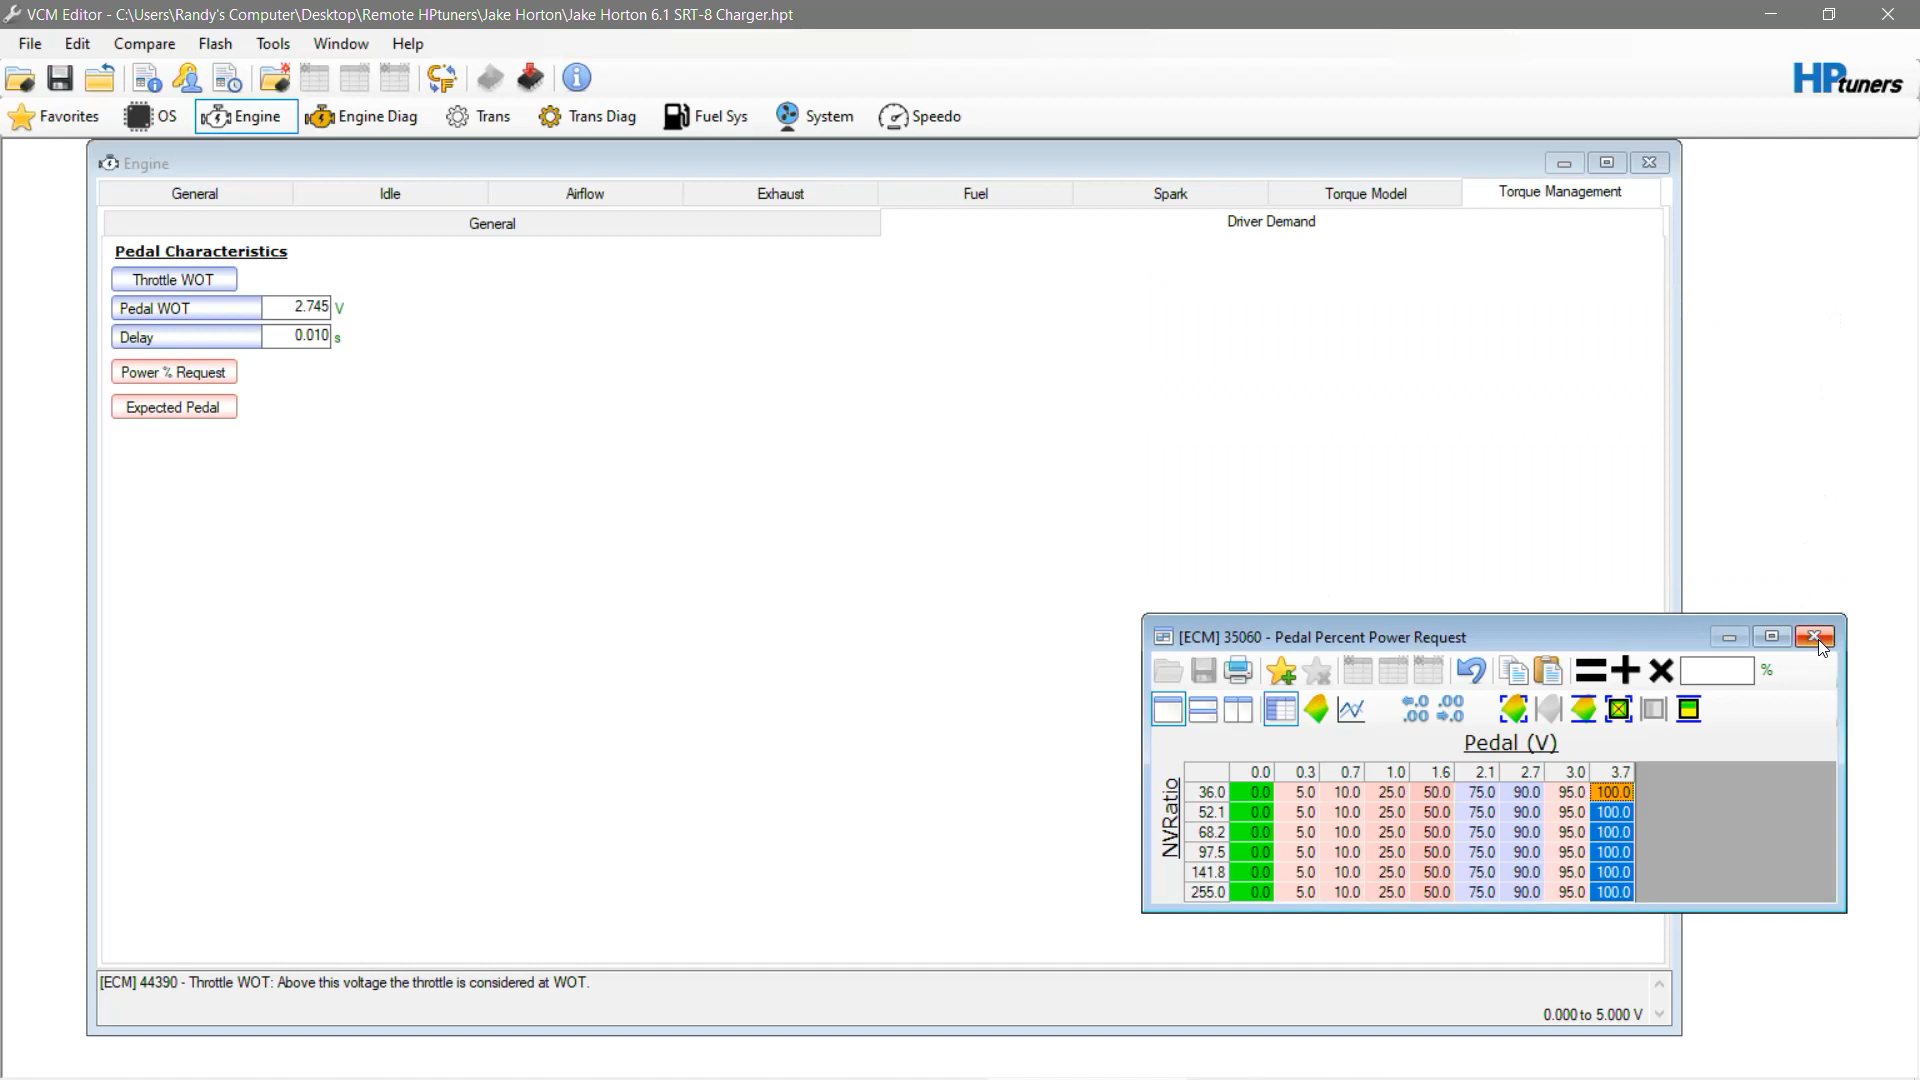 VCM Editor - C:\Users\Randy's Computer\Desktop\Remote HPtuners\Jake Horton\Jake Horton 6.1 SRT-8 Charger.hpt
File Edit Compare Flash Tools Window Help
HPtuners
Favorites OS Engine Engine Diag Trans Trans Diag Fuel Sys System Speedo
Engine
General Idle Airflow Exhaust Fuel Spark Torque Model Torque Management
General Driver Demand
Pedal Characteristics
Throttle WOT
Pedal WOT 2.745 V
Delay 0.010 s
Power % Request
Expected Pedal
[ECM] 35060 - Pedal Percent Power Request
%
←.0 .00
.00 →.0
Pedal (V)
NVRatio
0.0 0.3 0.7 1.0 1.6 2.1 2.7 3.0 3.7
36.0 0.0 5.0 10.0 25.0 50.0 75.0 90.0 95.0 100.0
52.1 0.0 5.0 10.0 25.0 50.0 75.0 90.0 95.0 100.0
68.2 0.0 5.0 10.0 25.0 50.0 75.0 90.0 95.0 100.0
97.5 0.0 5.0 10.0 25.0 50.0 75.0 90.0 95.0 100.0
141.8 0.0 5.0 10.0 25.0 50.0 75.0 90.0 95.0 100.0
255.0 0.0 5.0 10.0 25.0 50.0 75.0 90.0 95.0 100.0
[ECM] 44390 - Throttle WOT: Above this voltage the throttle is considered at WOT.
0.000 to 5.000 V